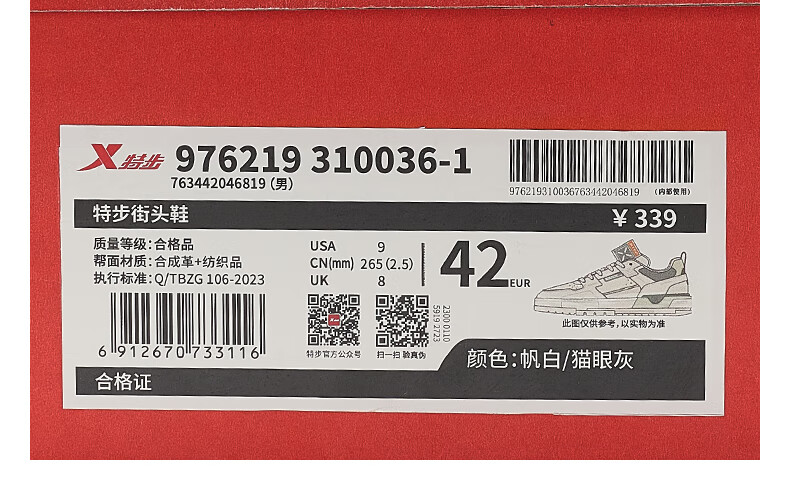 特步 976219 310036-1
763442046819 (男)
976219310036763442046819 (内部使用)
特步街头鞋 ¥ 339
质量等级:合格品
帮面材质:合成革+纺织品
执行标准:Q/TBZG 106-2023
USA 9
CN(mm) 265 (2.5)
UK 8
42 EUR
此图仅供参考,以实物为准
6 912670 733116
特步官方公众号
扫一扫 验真伪
2300 0110
5919 2723
颜色:帆白/猫眼灰
合格证